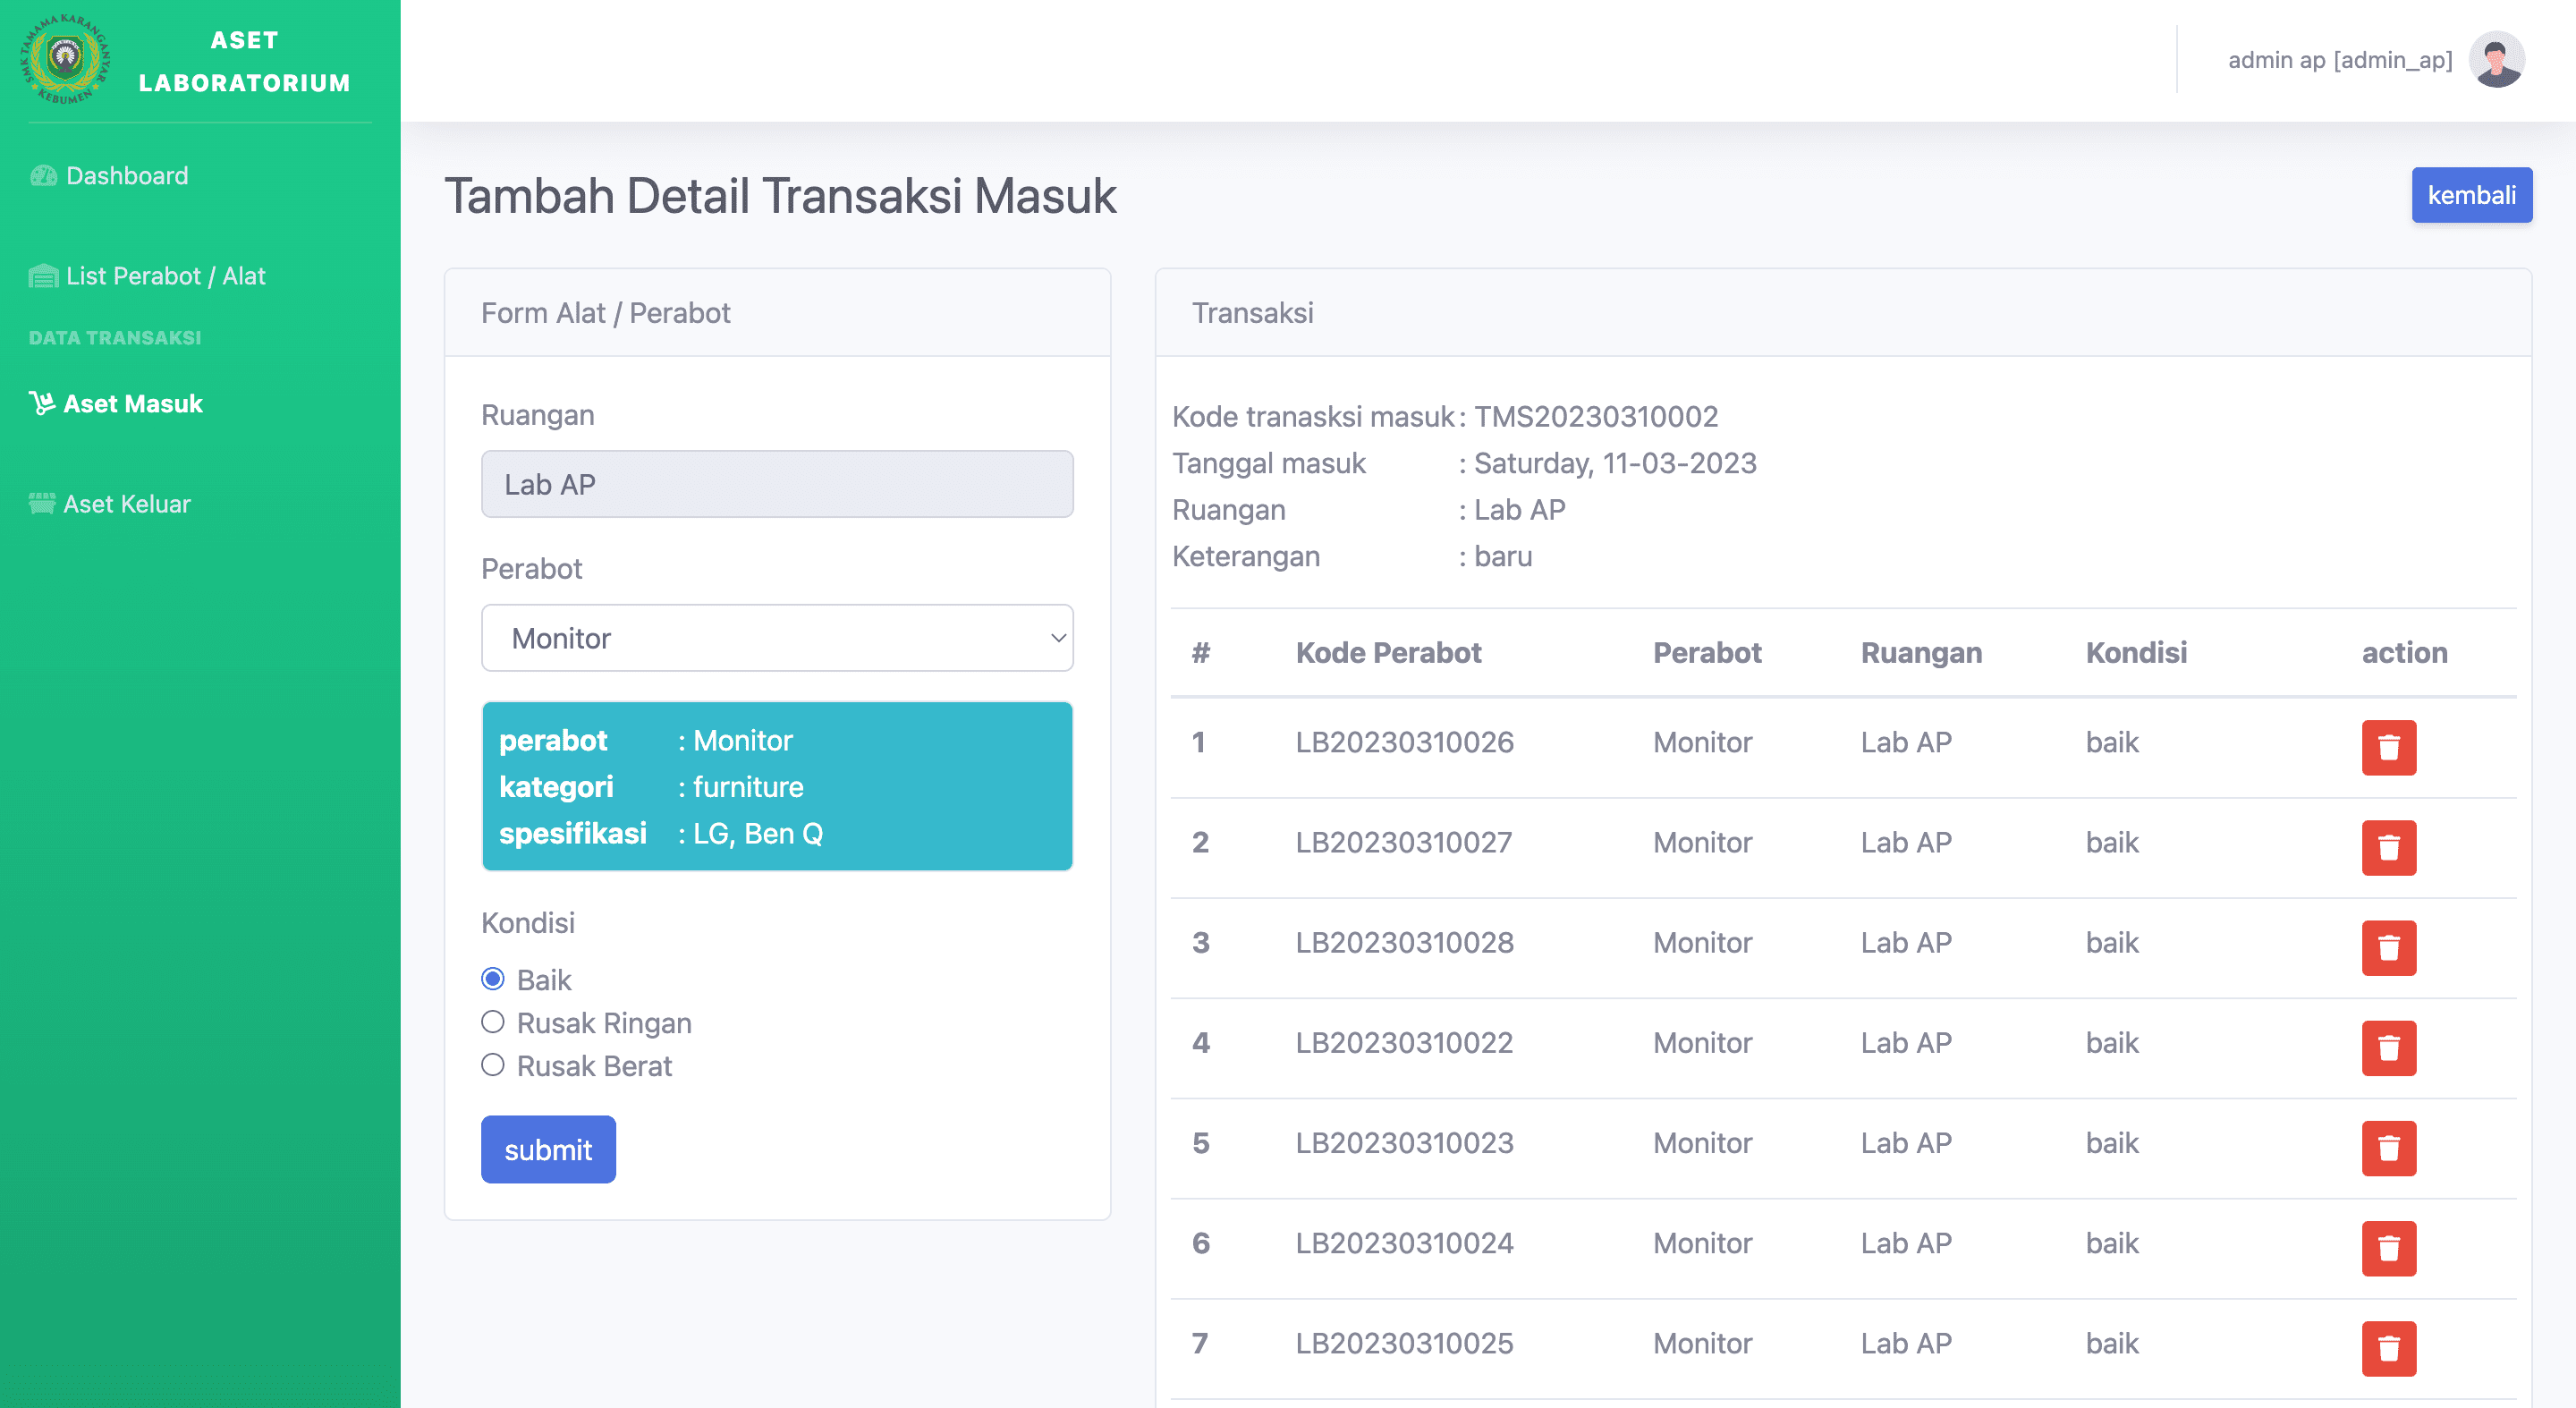 SMK TAMTAMA KARANGANYAR
KEBUMEN
ASET
LABORATORIUM
admin ap [admin_ap]
Dashboard
List Perabot / Alat
DATA TRANSAKSI
Aset Masuk
Aset Keluar
Tambah Detail Transaksi Masuk
kembali
Form Alat / Perabot
Ruangan
Lab AP
Perabot
Monitor
perabot : Monitor
kategori : furniture
spesifikasi : LG, Ben Q
Kondisi
Baik
Rusak Ringan
Rusak Berat
submit
Transaksi
Kode tranasksi masuk : TMS20230310002
Tanggal masuk : Saturday, 11-03-2023
Ruangan : Lab AP
Keterangan : baru
# Kode Perabot Perabot Ruangan Kondisi action
1 LB20230310026 Monitor Lab AP baik
2 LB20230310027 Monitor Lab AP baik
3 LB20230310028 Monitor Lab AP baik
4 LB20230310022 Monitor Lab AP baik
5 LB20230310023 Monitor Lab AP baik
6 LB20230310024 Monitor Lab AP baik
7 LB20230310025 Monitor Lab AP baik